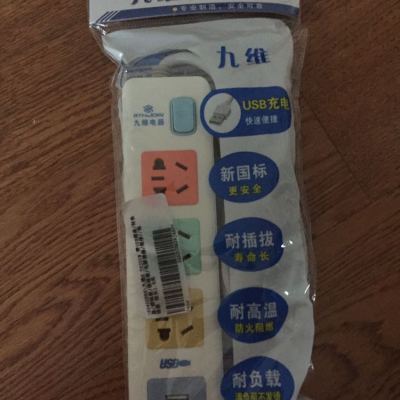 专业制造，安全可靠
九维
九维电器
USB充电
快速便捷
新国标
更安全
耐插拔
寿命长
耐高温
防火阻燃
USB
耐负载